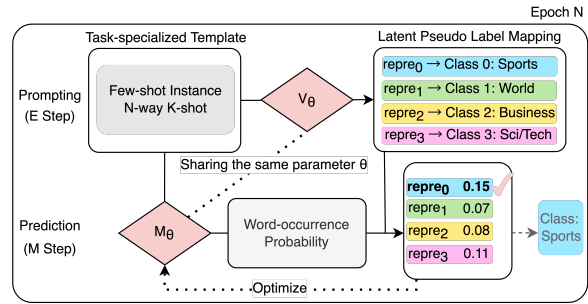 Epoch N
Task-specialized Template
Latent Pseudo Label Mapping
Prompting
(E Step)
Few-shot Instance
N-way K-shot
Vθ
repre0 → Class 0: Sports
repre1 → Class 1: World
repre2 → Class 2: Business
repre3 → Class 3: Sci/Tech
Sharing the same parameter θ
Prediction
(M Step)
Mθ
Word-occurrence
Probability
repre0 0.15
repre1 0.07
repre2 0.08
repre3 0.11
Class:
Sports
Optimize